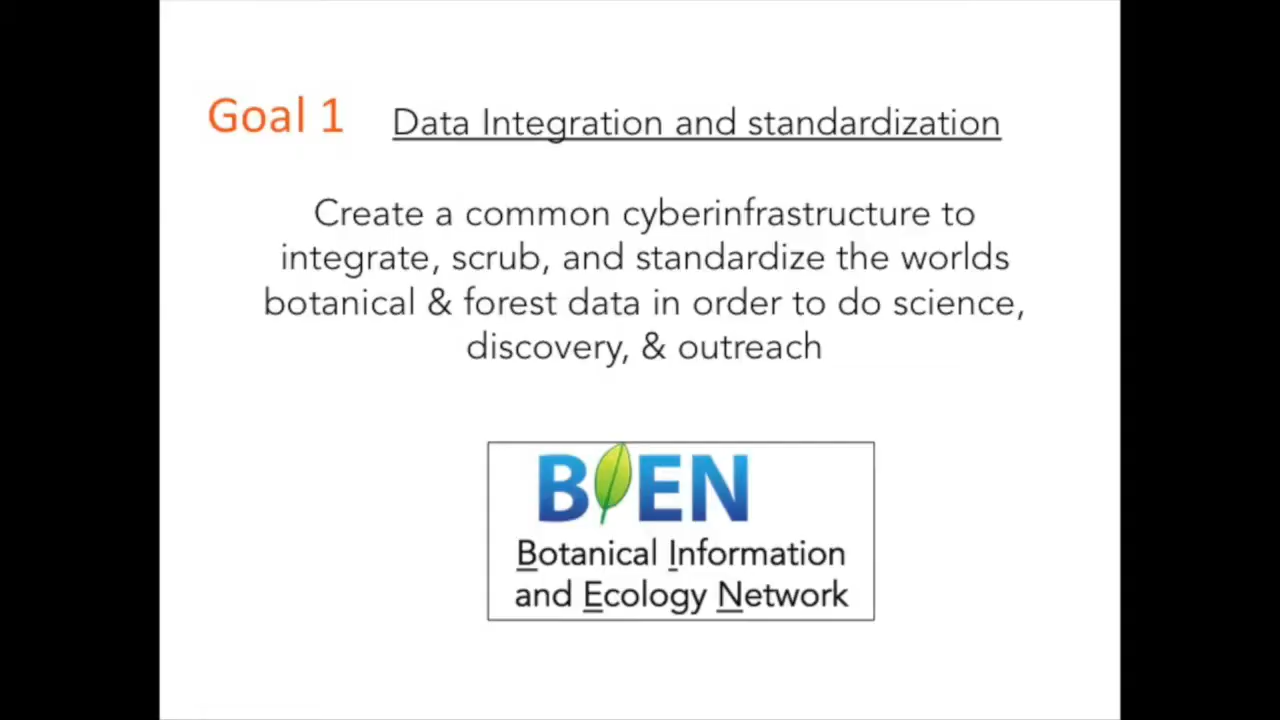 Goal 1 Data Integration and standardization
Create a common cyberinfrastructure to
integrate, scrub, and standardize the worlds
botanical & forest data in order to do science,
discovery, & outreach
BIEN
Botanical Information
and Ecology Network